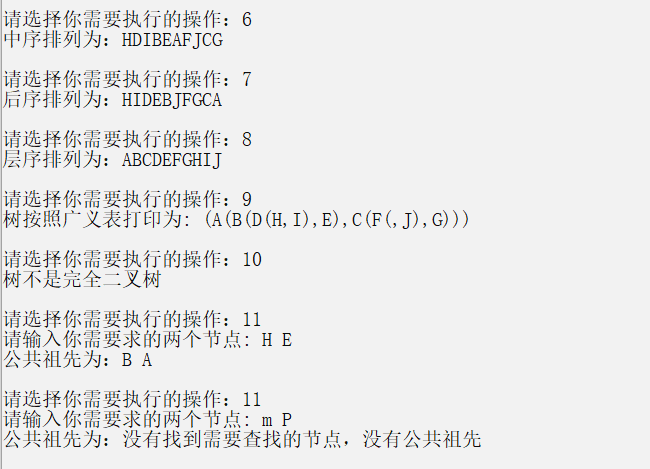 请选择你需要执行的操作：6
中序排列为：HDIBEAFJCG
请选择你需要执行的操作：7
后序排列为：HIDEBJFGCA
请选择你需要执行的操作：8
层序排列为：ABCDEFGHIJ
请选择你需要执行的操作：9
树按照广义表打印为: (A(B(D(H,I),E),C(F(,J),G)))
请选择你需要执行的操作：10
树不是完全二叉树
请选择你需要执行的操作：11
请输入你需要求的两个节点: H E
公共祖先为: B A
请选择你需要执行的操作：11
请输入你需要求的两个节点: m P
公共祖先为: 没有找到需要查找的节点，没有公共祖先